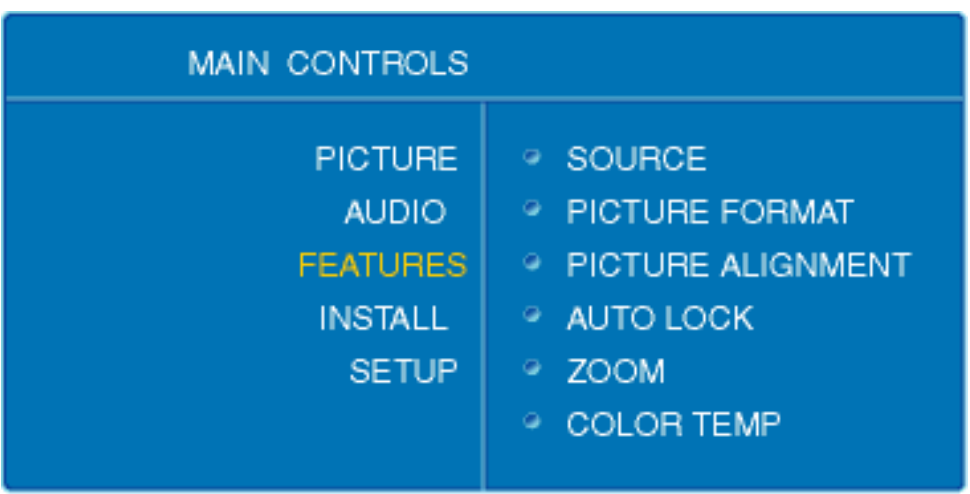 MAIN CONTROLS
PICTURE
AUDIO
FEATURES
INSTALL
SETUP
SOURCE
PICTURE FORMAT
PICTURE ALIGNMENT
AUTO LOCK
ZOOM
COLOR TEMP